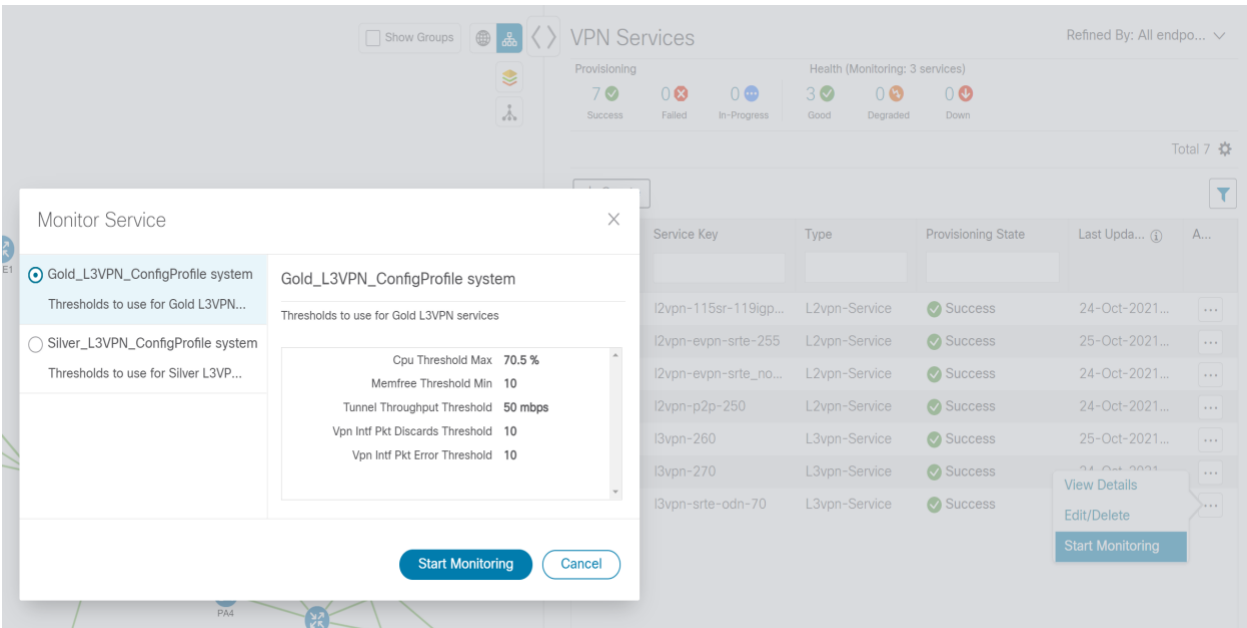 Show Groups
VPN Services
Refined By: All endpo...
Provisioning
Health (Monitoring: 3 services)
7
0
0
3
0
0
Success
Failed
In-Progress
Good
Degraded
Down
Total 7
Monitor Service
Service Key
Type
Provisioning State
Last Upda...
A...
E1
Gold_L3VPN_ConfigProfile system
Thresholds to use for Gold L3VPN...
Silver_L3VPN_ConfigProfile system
Thresholds to use for Silver L3VP...
Gold_L3VPN_ConfigProfile system
Thresholds to use for Gold L3VPN services
Cpu Threshold Max 70.5 %
Memfree Threshold Min 10
Tunnel Throughput Threshold 50 mbps
Vpn Intf Pkt Discards Threshold 10
Vpn Intf Pkt Error Threshold 10
Start Monitoring
Cancel
l2vpn-115sr-119igp... L2vpn-Service Success 24-Oct-2021...
l2vpn-evpn-srte-255 L2vpn-Service Success 25-Oct-2021...
l2vpn-evpn-srte_no... L2vpn-Service Success 24-Oct-2021...
l2vpn-p2p-250 L2vpn-Service Success 24-Oct-2021...
l3vpn-260 L3vpn-Service Success 25-Oct-2021...
l3vpn-270 L3vpn-Service Success 24-Oct-2021
l3vpn-srte-odn-70 L3vpn-Service Success
View Details
Edit/Delete
Start Monitoring
PA4